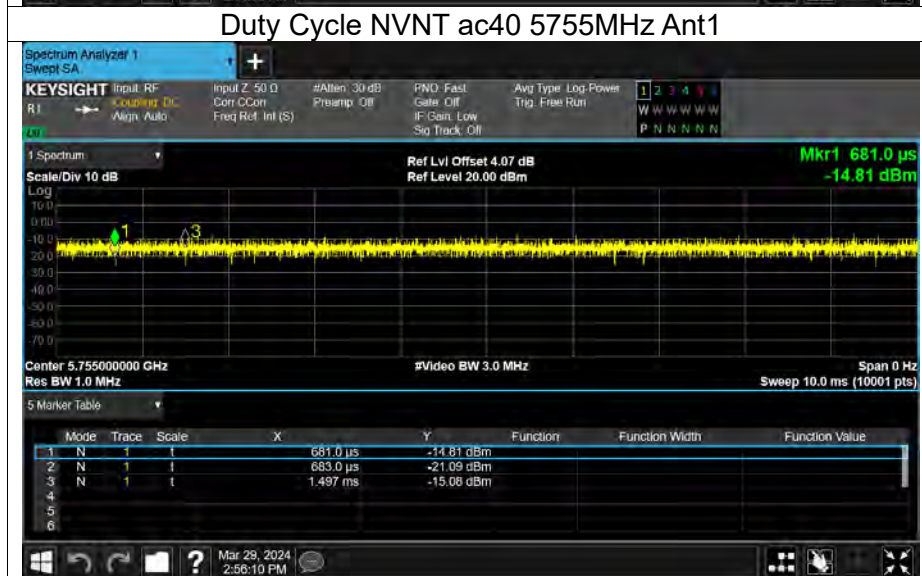 Duty Cycle NVNT ac40 5755MHz Ant1
Spectrum Analyzer 1
Swept SA
+
KEYSIGHT Input: RF Input Z: 50 Ω #Atten: 30 dB PNO: Fast Avg Type: Log-Power 1 2 3 4 5 6
R1 Coupling: DC Corr CCorr Preamp: Off Gate: Off Trig: Free Run W W W W W W
Align: Auto Freq Ref: Int (S) IF Gain: Low
Sig Track: Off P N N N N N
1 Spectrum Ref Lvl Offset 4.07 dB Mkr1 681.0 µs
Scale/Div 10 dB Ref Level 20.00 dBm -14.81 dBm
Log
10.0
0.00
1 3
-10.0
-20.0
-30.0
-40.0
-50.0
-60.0
-70.0
Center 5.755000000 GHz #Video BW 3.0 MHz Span 0 Hz
Res BW 1.0 MHz Sweep 10.0 ms (10001 pts)
5 Marker Table
Mode Trace Scale X Y Function Function Width Function Value
1 N 1 t 681.0 µs -14.81 dBm
2 N 1 t 683.0 µs -21.09 dBm
3 N 1 t 1.497 ms -15.08 dBm
4
5
6
? Mar 29, 2024
2:56:10 PM